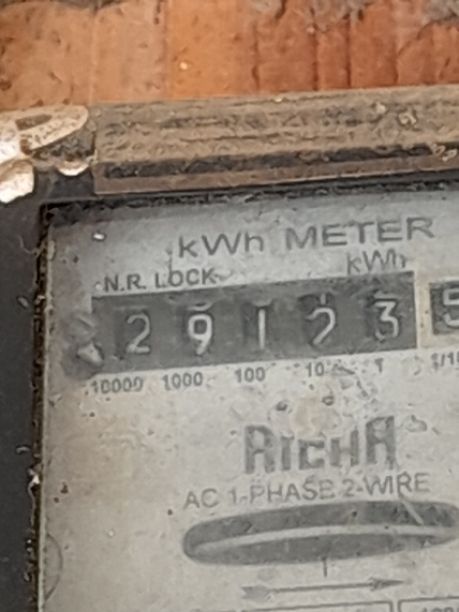 kWh METER
N.R. LOCK kWh
2 9 1 2 3 5
10000 1000 100 10 1 1/10
RICHA
AC 1-PHASE 2-WIRE